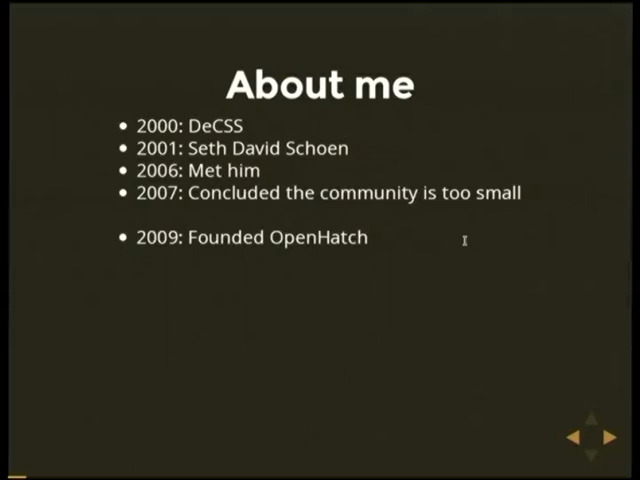 About me
2000: DeCSS
2001: Seth David Schoen
2006: Met him
2007: Concluded the community is too small
2009: Founded OpenHatch